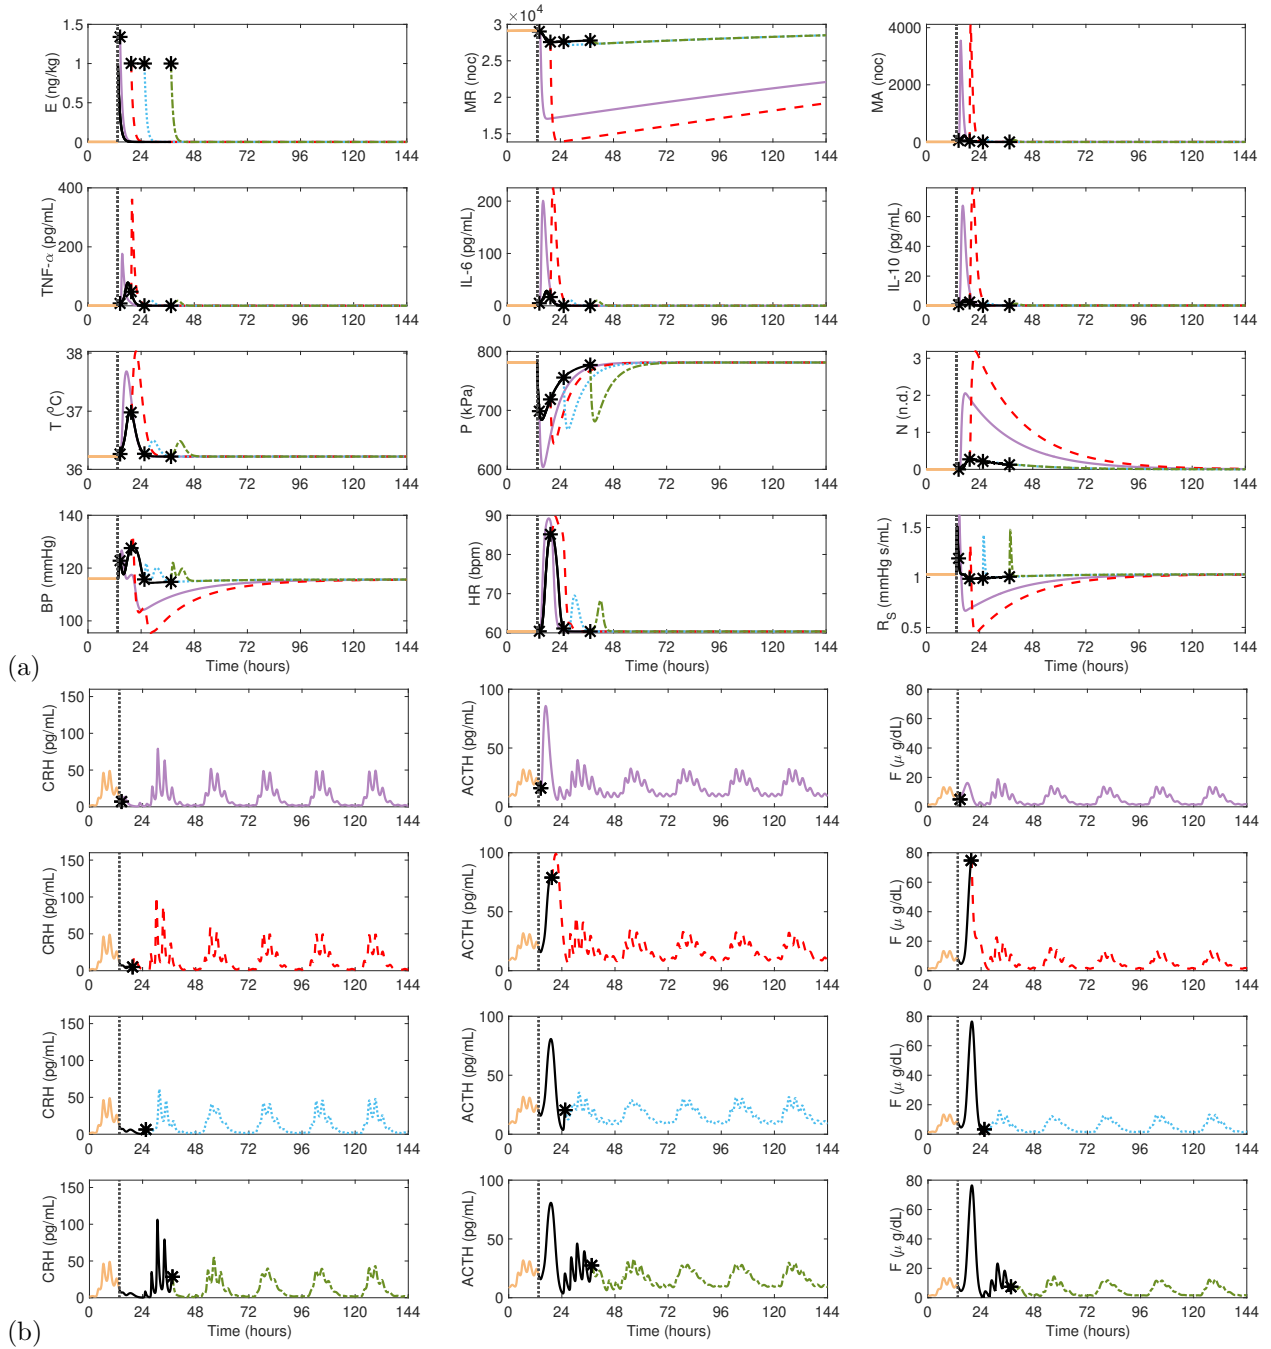 E (ng/kg)
1.5
1
0.5
0
0 24 48 72 96 120 144
MR (noc)
×10⁴
3
2.5
2
1.5
0 24 48 72 96 120 144
MA (noc)
4000
2000
0
0 24 48 72 96 120 144
TNF-α (pg/mL)
400
200
0
0 24 48 72 96 120 144
IL-6 (pg/mL)
200
100
0
0 24 48 72 96 120 144
IL-10 (pg/mL)
60
40
20
0
0 24 48 72 96 120 144
T (°C)
38
37
36
0 24 48 72 96 120 144
P (kPa)
800
700
600
0 24 48 72 96 120 144
N (n.d.)
3
2
1
0
0 24 48 72 96 120 144
BP (mmHg)
140
120
100
0 24 48 72 96 120 144
Time (hours)
HR (bpm)
90
80
70
60
0 24 48 72 96 120 144
Time (hours)
R_S (mmHg s/mL)
1.5
1
0.5
0 24 48 72 96 120 144
Time (hours)
(a)
CRH (pg/mL)
150
100
50
0
0 24 48 72 96 120 144
ACTH (pg/mL)
100
50
0
0 24 48 72 96 120 144
F (μ g/dL)
80
60
40
20
0
0 24 48 72 96 120 144
CRH (pg/mL)
150
100
50
0
0 24 48 72 96 120 144
ACTH (pg/mL)
100
50
0
0 24 48 72 96 120 144
F (μ g/dL)
80
60
40
20
0
0 24 48 72 96 120 144
CRH (pg/mL)
150
100
50
0
0 24 48 72 96 120 144
ACTH (pg/mL)
100
50
0
0 24 48 72 96 120 144
F (μ g/dL)
80
60
40
20
0
0 24 48 72 96 120 144
CRH (pg/mL)
150
100
50
0
0 24 48 72 96 120 144
Time (hours)
ACTH (pg/mL)
100
50
0
0 24 48 72 96 120 144
Time (hours)
F (μ g/dL)
80
60
40
20
0
0 24 48 72 96 120 144
Time (hours)
(b)